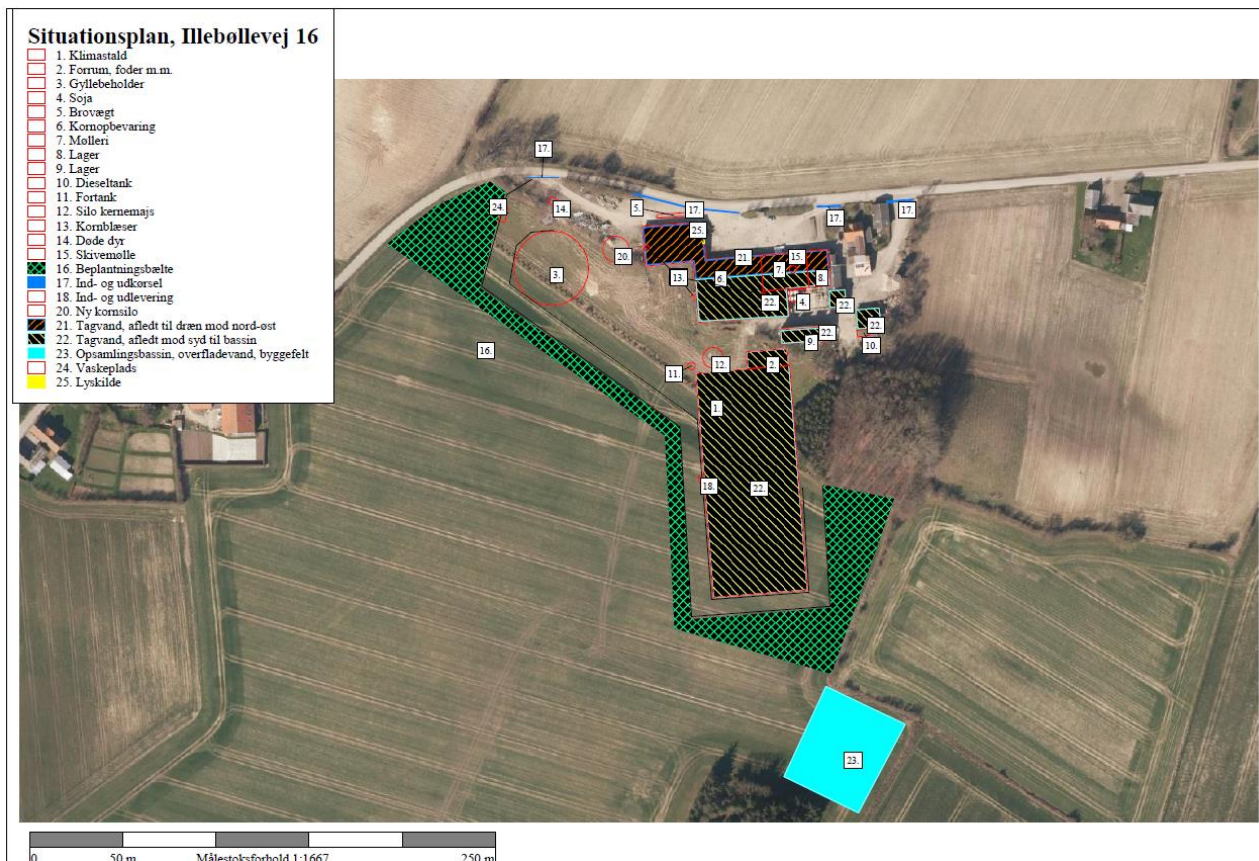 Situationsplan, Illebøllevej 16
1. Klimastald
2. Forrum, foder m.m.
3. Gyllebeholder
4. Soja
5. Brovægt
6. Kornopbevaring
7. Mølleri
8. Lager
9. Lager
10. Dieseltank
11. Fortank
12. Silo kernemajs
13. Kornblæser
14. Døde dyr
15. Skivemølle
16. Beplantningsbælte
17. Ind- og udkørsel
18. Ind- og udlevering
20. Ny kornsilo
21. Tagvand, afledt til dræn mod nord-øst
22. Tagvand, afledt mod syd til bassin
23. Opsamlingsbassin, overfladevand, byggefelt
24. Vaskeplads
25. Lyskilde
17.
24.
14.
5.
17.
17.
17.
25.
20.
21.
15.
3.
13.
6.
7.
8.
22.
4.
22.
22.
22.
9.
10.
16.
11.
12.
2.
1.
18.
22.
23.
0
50 m
Målestoksforhold 1:1667
250 m